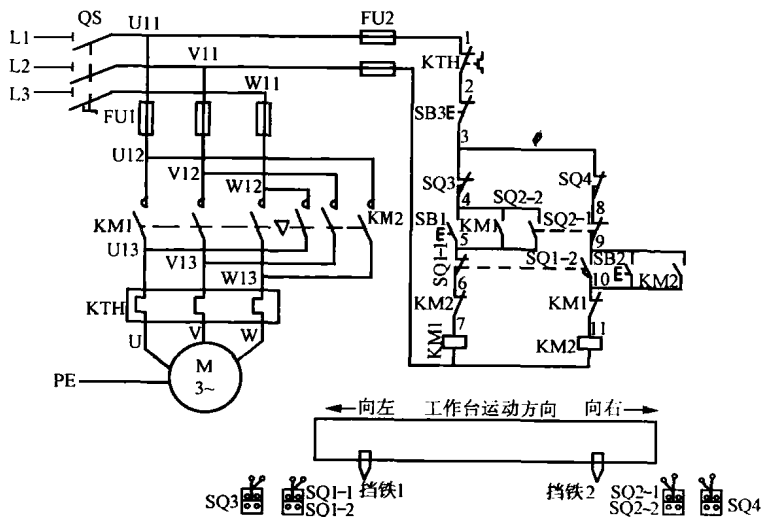 QS
U11
FU2
L1
1
V11
KTH
L2
W11
2
L3
FU1
SB3E
3
U12
V12
SQ3
SQ4
W12
4
SQ2-2
8
SB1
KM1
SQ2-1
KM1
KM2
E
5
9
U13
SQ1-1
SQ1-2
SB2
V13
E
KM2
W13
6
10
KM2
KM1
KTH
7
11
U
V
W
KM1
KM2
M
3~
PE
向左 工作台运动方向 向右
挡铁1
挡铁2
SQ3
SQ1-1
SQ1-2
SQ2-1
SQ2-2
SQ4